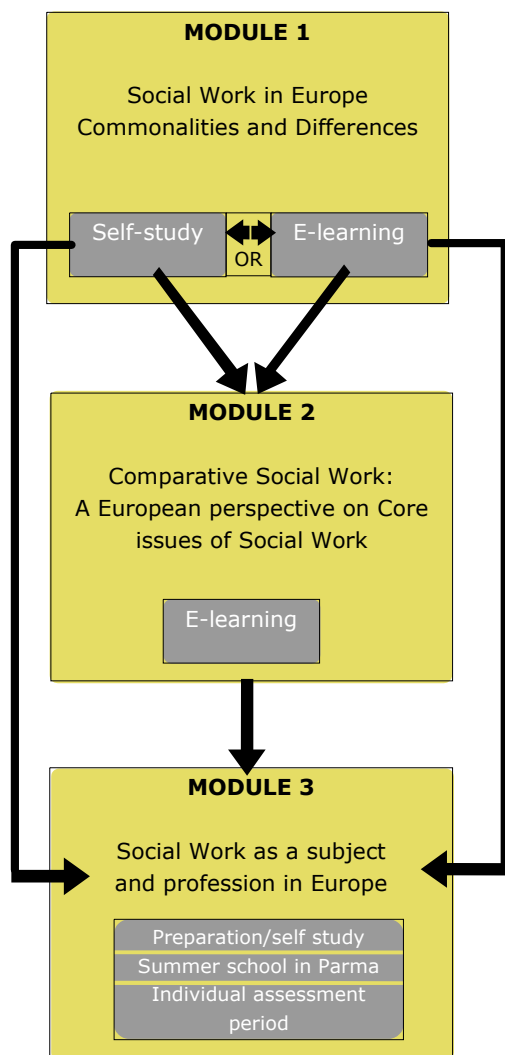 MODULE 1
Social Work in Europe
Commonalities and Differences
Self-study
OR
E-learning
MODULE 2
Comparative Social Work:
A European perspective on Core
issues of Social Work
E-learning
MODULE 3
Social Work as a subject
and profession in Europe
Preparation/self study
Summer school in Parma
Individual assessment
period